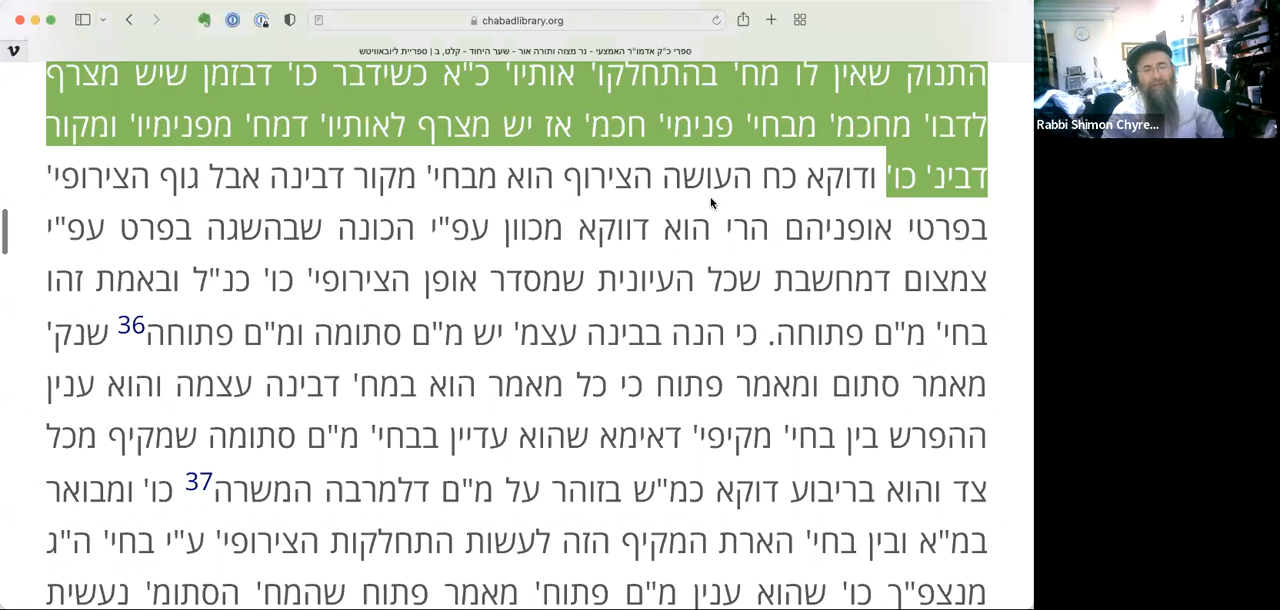 chabadlibrary.org
ספרי כ"ק אדמו"ר האמצעי - נר מצוה ותורה אור - שער היחוד - קלט, ב | ספריית ליובאוויטש
התנוק שאין לו מח' בהתחלקו' אותיו' כ"א כשידבר כו' דבזמן שיש מצרף
לדבו' מחכמ' מבחי' פנימי' חכמ' אז יש מצרף לאותיו' דמח' מפנימיו' ומקור
דבינ' כו' ודוקא כח העושה הצירוף הוא מבחי' מקור דבינה אבל גוף הצירופי'
בפרטי אופניהם הרי הוא דווקא מכוון עפ"י הכונה שבהשגה בפרט עפ"י
צמצום דמחשבת שכל העיונית שמסדר אופן הצירופי' כו' כנ"ל ובאמת זהו
בחי' מ"ם פתוחה. כי הנה בבינה עצמ' יש מ"ם סתומה ומ"ם פתוחה36 שנק'
מאמר סתום ומאמר פתוח כי כל מאמר הוא במח' דבינה עצמה והוא ענין
ההפרש בין בחי' מקיפי' דאימא שהוא עדיין בבחי' מ"ם סתומה שמקיף מכל
צד והוא בריבוע דוקא כמ"ש בזוהר על מ"ם דלמרבה המשרה37 כו' ומבואר
במ"א ובין בחי' הארת המקיף הזה לעשות התחלקות הצירופי' ע"י בחי' ה"ג
מנצפ"ך כו' שהוא ענין מ"ם פתוח' מאמר פתוח שהמח' הסתומ' נעשית
Rabbi Shimon Chyre...